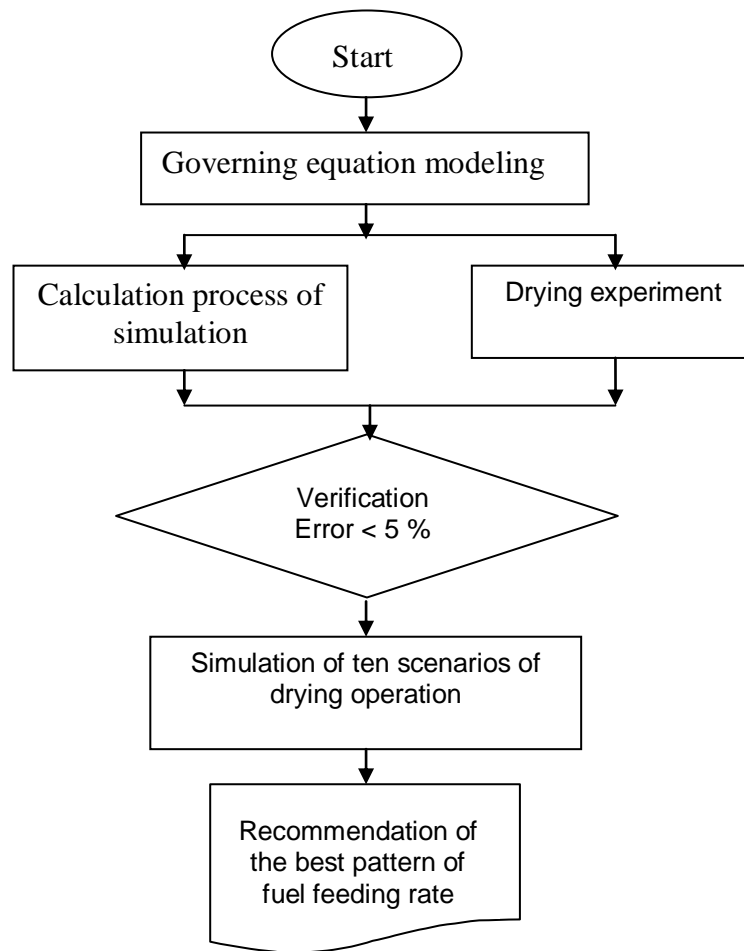 Start
Governing equation modeling
Calculation process of
simulation
Drying experiment
Verification
Error < 5 %
Simulation of ten scenarios of
drying operation
Recommendation of
the best pattern of
fuel feeding rate